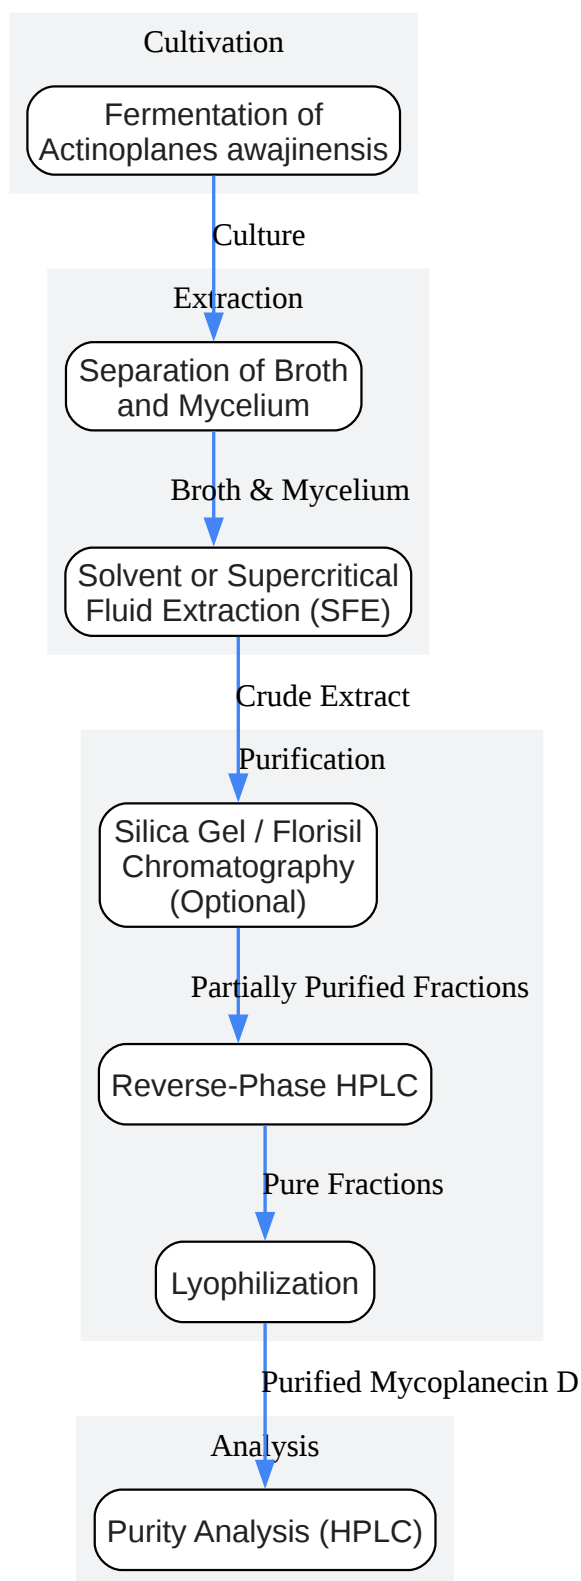 Cultivation
Fermentation of
Actinoplanes awajinensis
Culture
Extraction
Separation of Broth
and Mycelium
Broth & Mycelium
Solvent or Supercritical
Fluid Extraction (SFE)
Crude Extract
Purification
Silica Gel / Florisil
Chromatography
(Optional)
Partially Purified Fractions
Reverse-Phase HPLC
Pure Fractions
Lyophilization
Purified Mycoplanecin D
Analysis
Purity Analysis (HPLC)